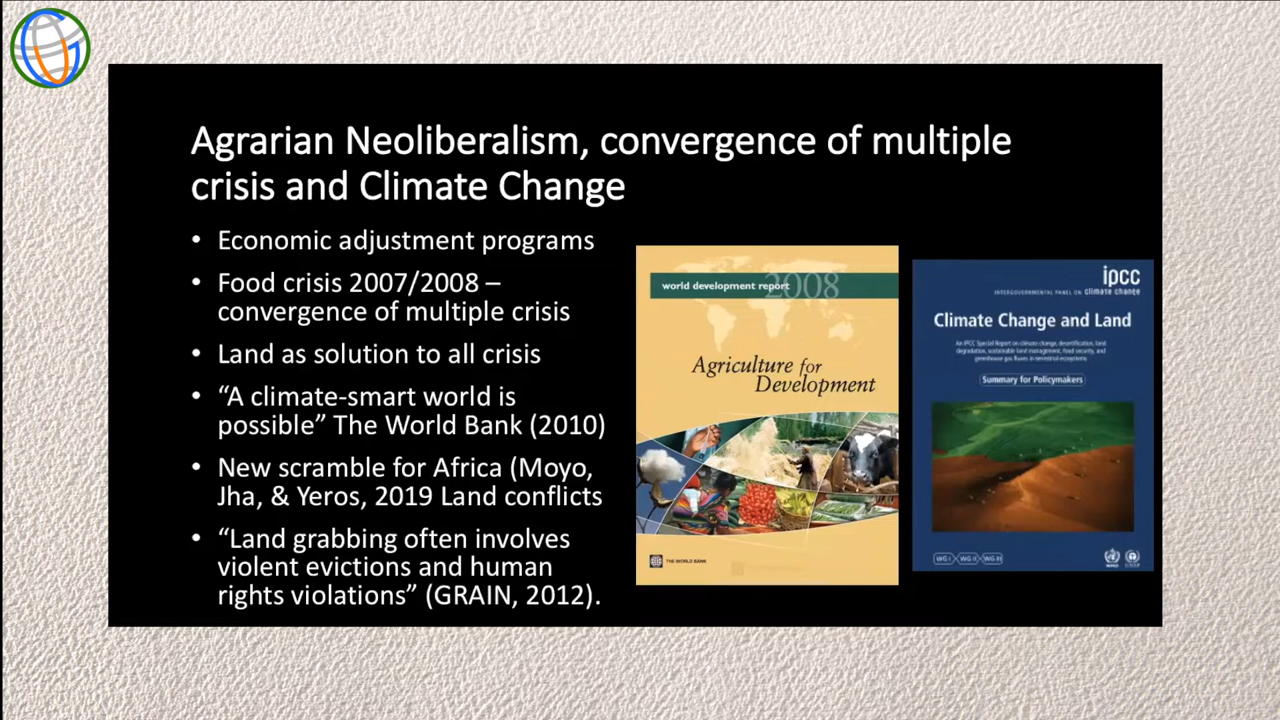 Agrarian Neoliberalism, convergence of multiple
crisis and Climate Change
• Economic adjustment programs
• Food crisis 2007/2008 –
convergence of multiple crisis
• Land as solution to all crisis
• “A climate-smart world is
possible” The World Bank (2010)
• New scramble for Africa (Moyo,
Jha, & Yeros, 2019 Land conflicts
• “Land grabbing often involves
violent evictions and human
rights violations” (GRAIN, 2012).
world development report 2008
Agriculture for
Development
THE WORLD BANK
ipcc
INTERGOVERNMENTAL PANEL ON climate change
Climate Change and Land
An IPCC Special Report on climate change, desertification, land
degradation, sustainable land management, food security, and
greenhouse gas fluxes in terrestrial ecosystems
Summary for Policymakers
WG I WG II WG III